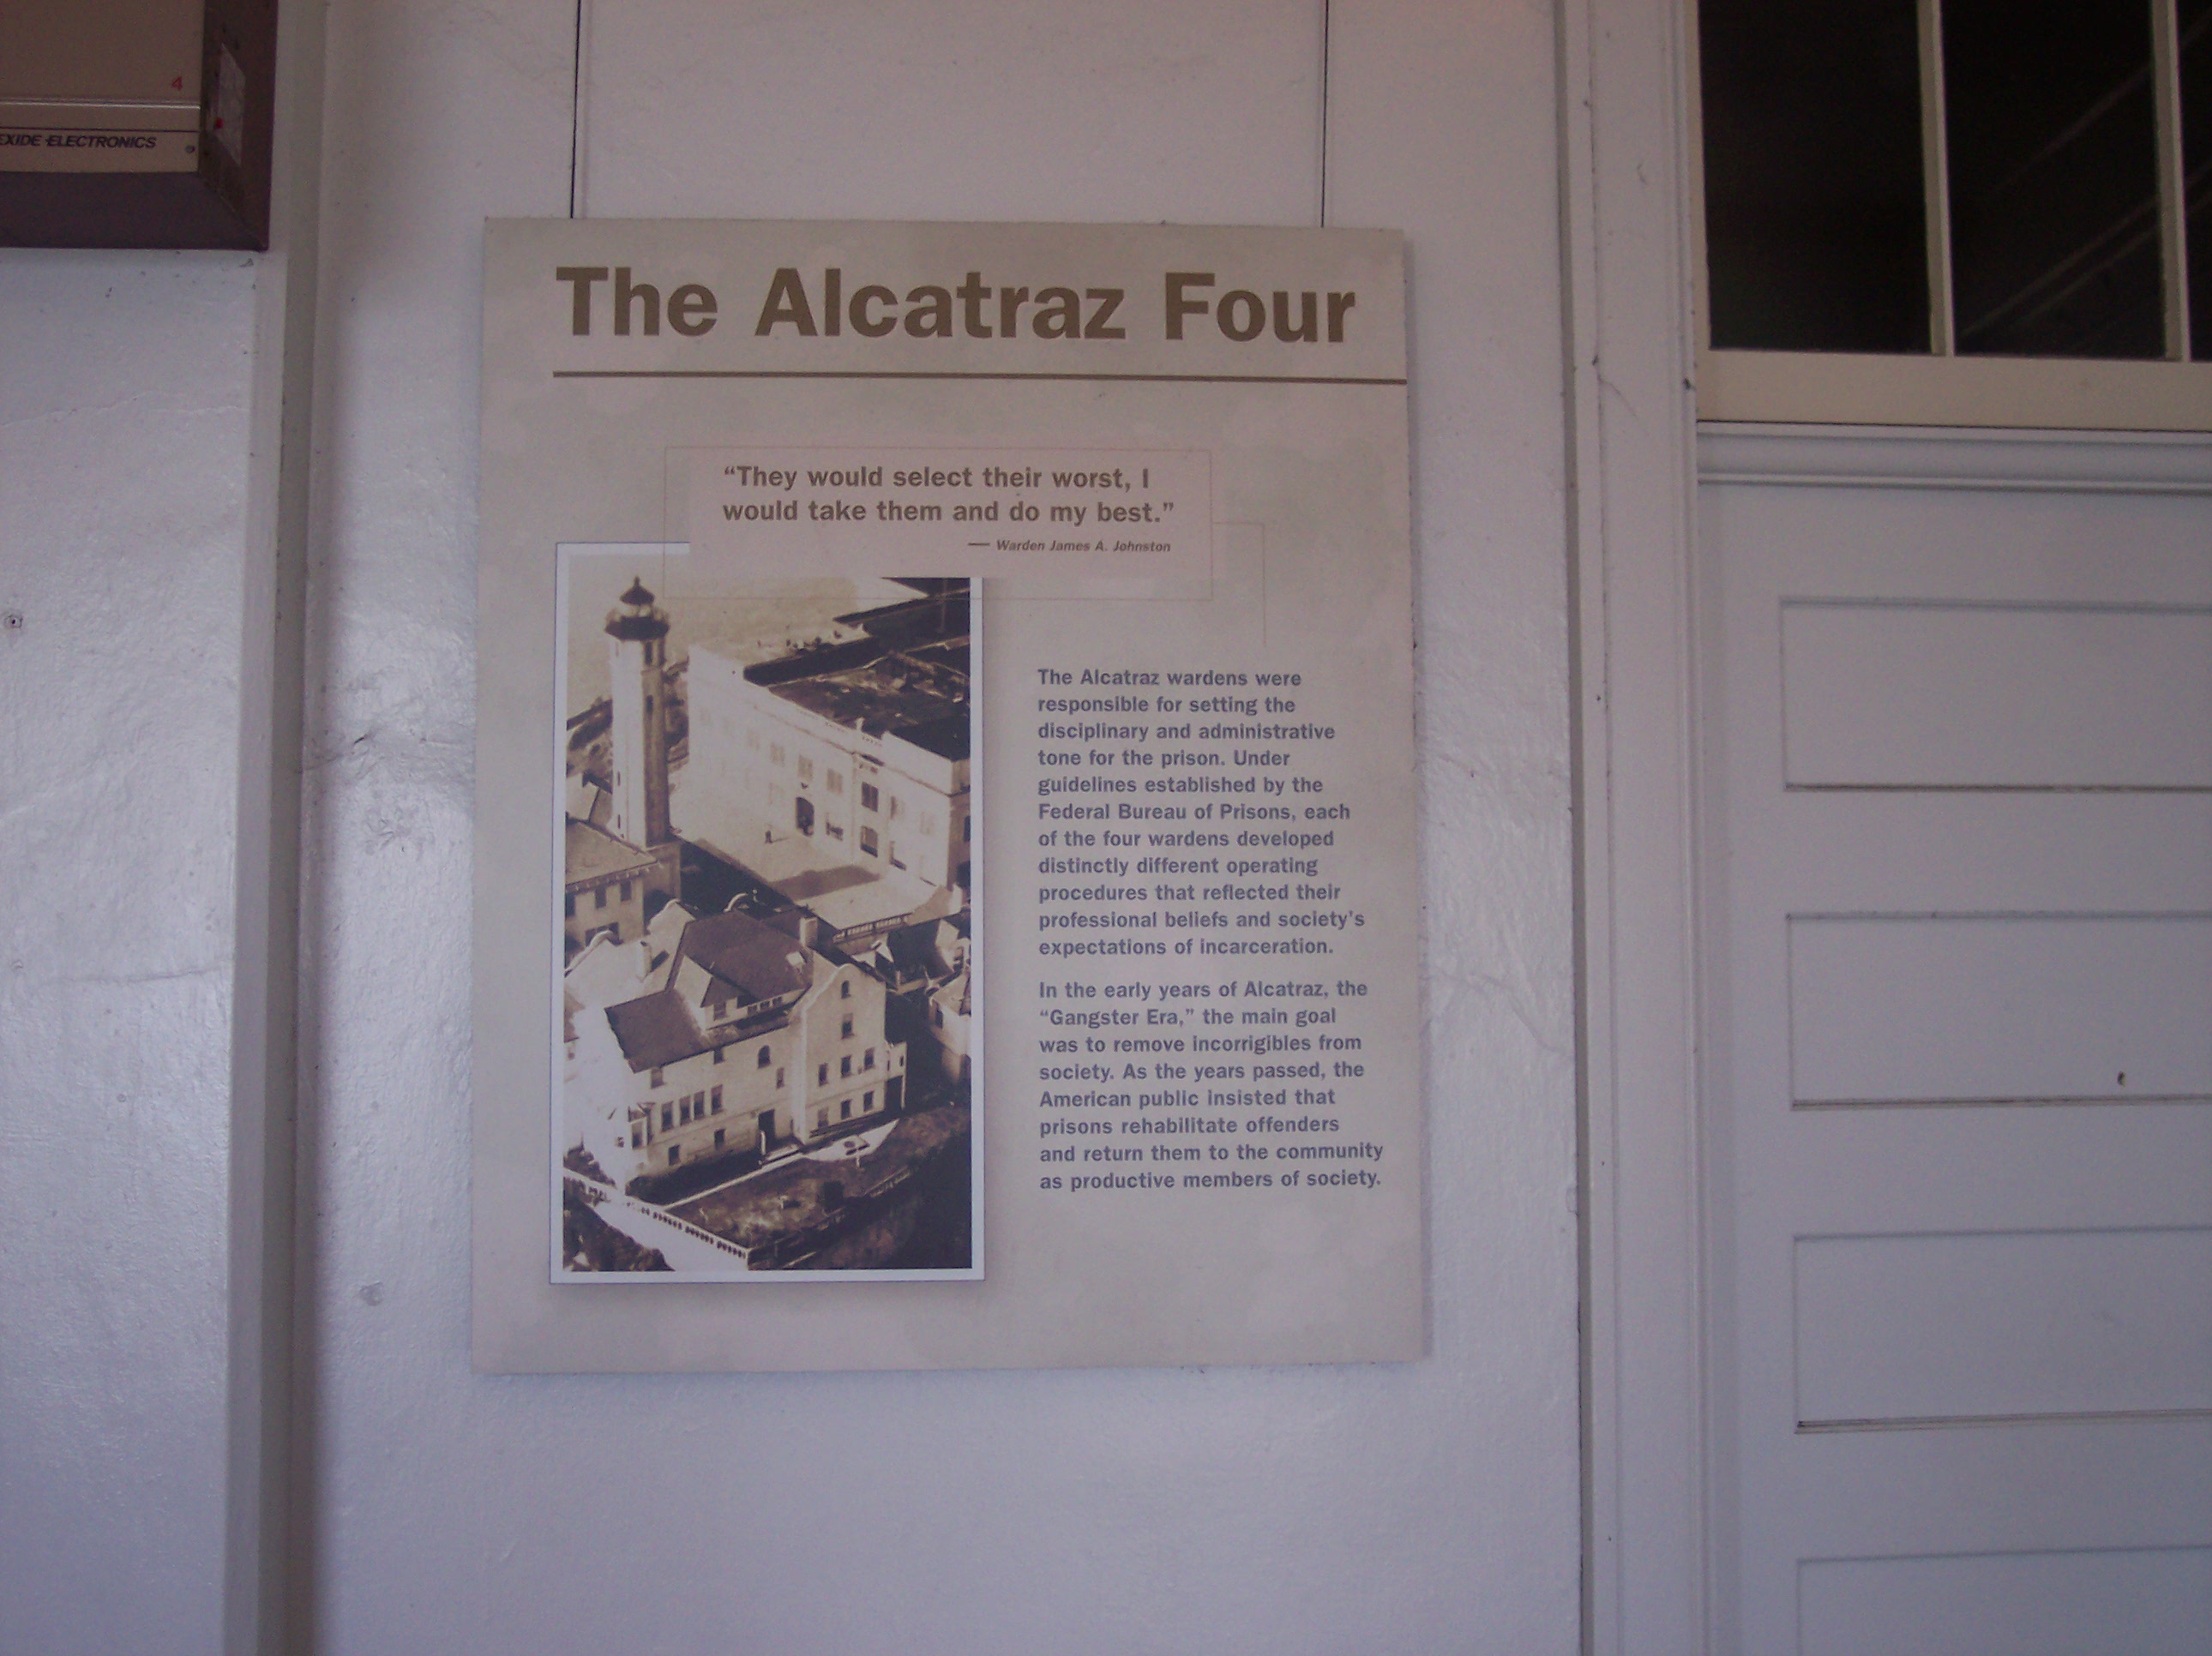 4
EXIDE ELECTRONICS
The Alcatraz Four
“They would select their worst, I
would take them and do my best.”
— Warden James A. Johnston
The Alcatraz wardens were
responsible for setting the
disciplinary and administrative
tone for the prison. Under
guidelines established by the
Federal Bureau of Prisons, each
of the four wardens developed
distinctly different operating
procedures that reflected their
professional beliefs and society's
expectations of incarceration.
In the early years of Alcatraz, the
“Gangster Era,” the main goal
was to remove incorrigibles from
society. As the years passed, the
American public insisted that
prisons rehabilitate offenders
and return them to the community
as productive members of society.